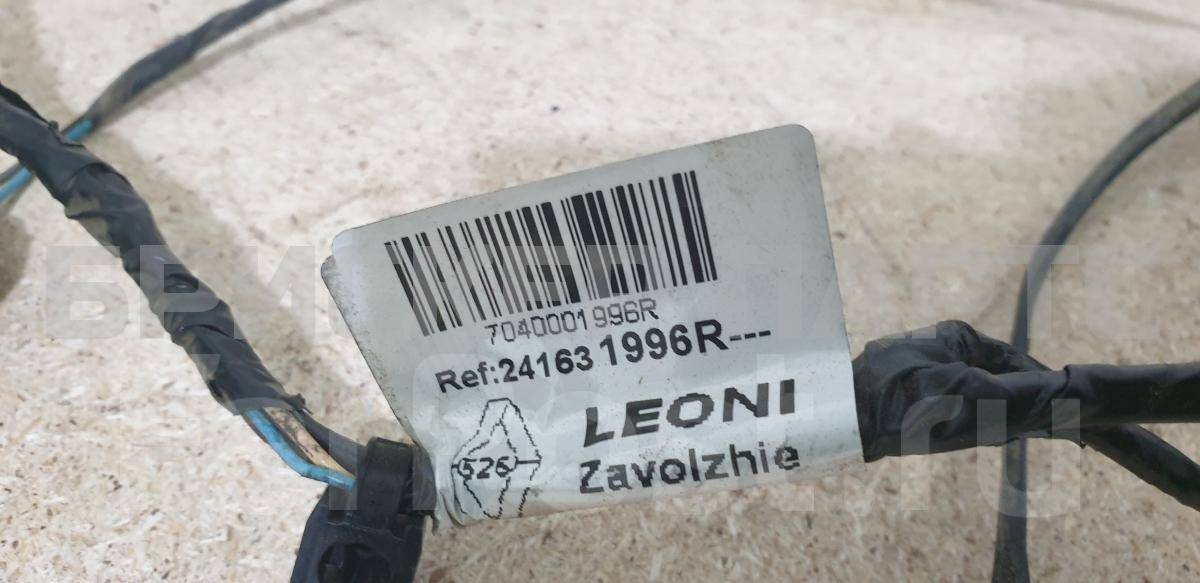 7040001996R
Ref:24163 1996R---
LEONI
526
Zavolzhie